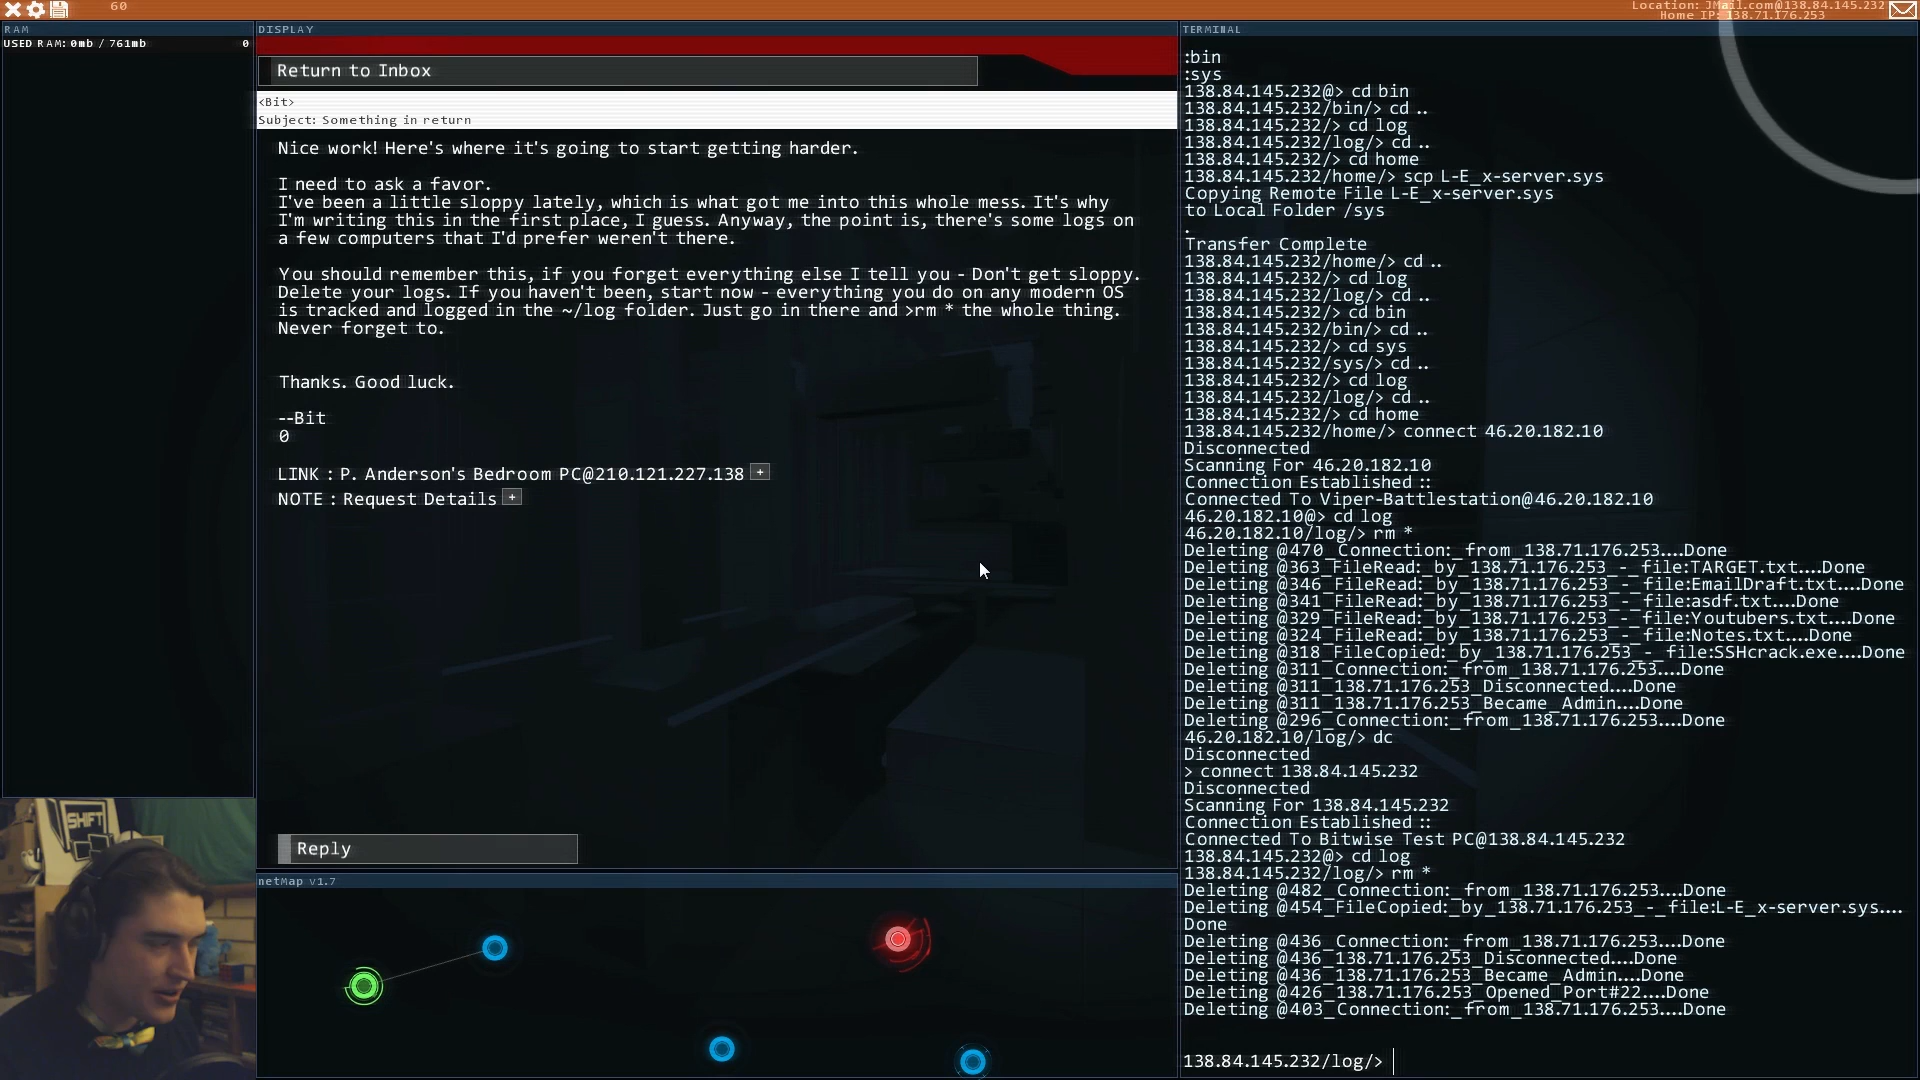 60
Location: JMail.com@138.84.145.232
Home IP: 138.71.176.253
RAM
USED RAM: 0mb / 761mb
0
DISPLAY
Return to Inbox
<Bit>
Subject: Something in return
Nice work! Here's where it's going to start getting harder.
I need to ask a favor.
I've been a little sloppy lately, which is what got me into this whole mess. It's why
I'm writing this in the first place, I guess. Anyway, the point is, there's some logs on
a few computers that I'd prefer weren't there.
You should remember this, if you forget everything else I tell you - Don't get sloppy.
Delete your logs. If you haven't been, start now - everything you do on any modern OS
is tracked and logged in the ~/log folder. Just go in there and >rm * the whole thing.
Never forget to.
Thanks. Good luck.
--Bit
0
LINK : P. Anderson's Bedroom PC@210.121.227.138 +
NOTE : Request Details +
Reply
netMap v1.7
SHIFT
TERMINAL
:bin
:sys
138.84.145.232@> cd bin
138.84.145.232/bin/> cd ..
138.84.145.232/> cd log
138.84.145.232/log/> cd ..
138.84.145.232/> cd home
138.84.145.232/home/> scp L-E_x-server.sys
Copying Remote File L-E_x-server.sys
to Local Folder /sys
.
Transfer Complete
138.84.145.232/home/> cd ..
138.84.145.232/> cd log
138.84.145.232/log/> cd ..
138.84.145.232/> cd bin
138.84.145.232/bin/> cd ..
138.84.145.232/> cd sys
138.84.145.232/sys/> cd ..
138.84.145.232/> cd log
138.84.145.232/log/> cd ..
138.84.145.232/> cd home
138.84.145.232/home/> connect 46.20.182.10
Disconnected
Scanning For 46.20.182.10
Connection Established ::
Connected To Viper-Battlestation@46.20.182.10
46.20.182.10@> cd log
46.20.182.10/log/> rm *
Deleting @470_Connection:_from_138.71.176.253....Done
Deleting @363_FileRead:_by_138.71.176.253_-_file:TARGET.txt....Done
Deleting @346_FileRead:_by_138.71.176.253_-_file:EmailDraft.txt....Done
Deleting @341_FileRead:_by_138.71.176.253_-_file:asdf.txt....Done
Deleting @329_FileRead:_by_138.71.176.253_-_file:Youtubers.txt....Done
Deleting @324_FileRead:_by_138.71.176.253_-_file:Notes.txt....Done
Deleting @318_FileCopied:_by_138.71.176.253_-_file:SSHcrack.exe....Done
Deleting @311_Connection:_from_138.71.176.253....Done
Deleting @311_138.71.176.253_Disconnected....Done
Deleting @311_138.71.176.253_Became_Admin....Done
Deleting @296_Connection:_from_138.71.176.253....Done
46.20.182.10/log/> dc
Disconnected
> connect 138.84.145.232
Disconnected
Scanning For 138.84.145.232
Connection Established ::
Connected To Bitwise Test PC@138.84.145.232
138.84.145.232@> cd log
138.84.145.232/log/> rm *
Deleting @482_Connection:_from_138.71.176.253....Done
Deleting @454_FileCopied:_by_138.71.176.253_-_file:L-E_x-server.sys....
Done
Deleting @436_Connection:_from_138.71.176.253....Done
Deleting @436_138.71.176.253_Disconnected....Done
Deleting @436_138.71.176.253_Became_Admin....Done
Deleting @426_138.71.176.253_Opened_Port#22....Done
Deleting @403_Connection:_from_138.71.176.253....Done
138.84.145.232/log/>